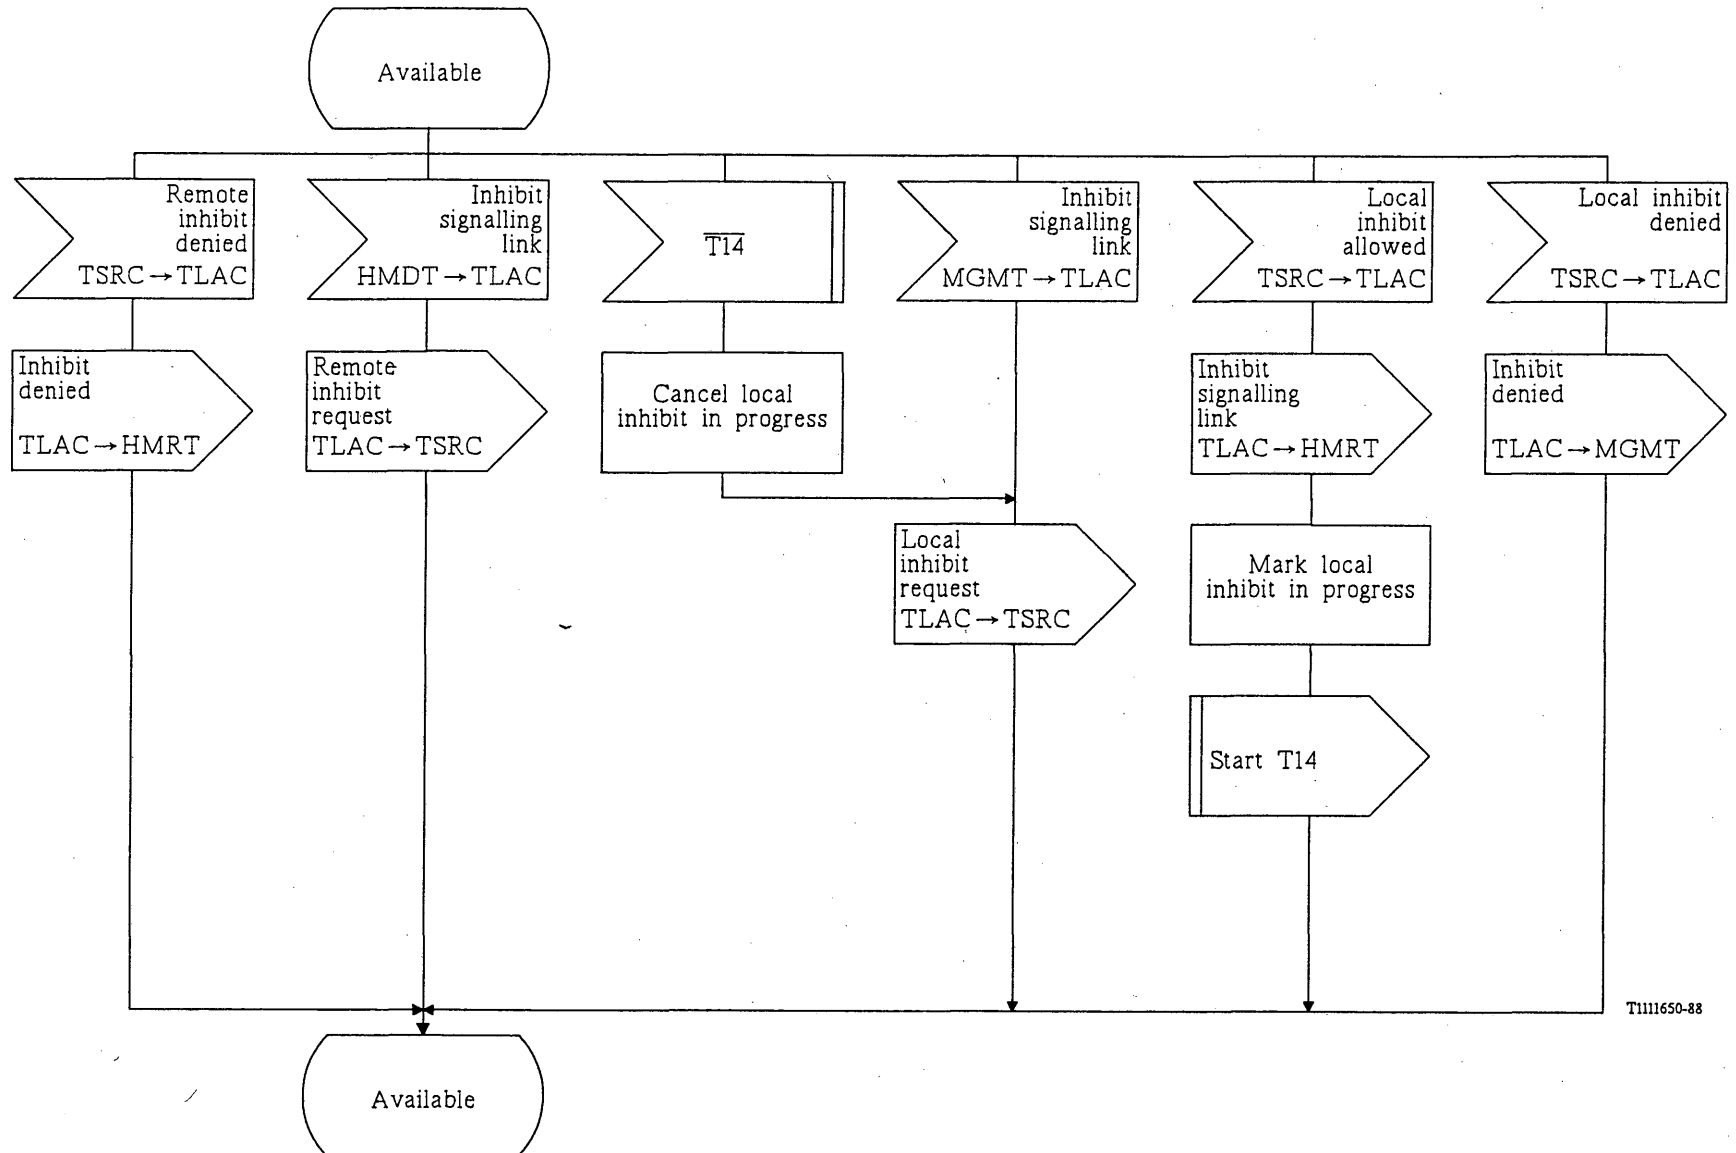 Available
Remote
inhibit
denied
TSRC→TLAC
Inhibit
signalling
link
HMDT→TLAC
T14
Inhibit
signalling
link
MGMT→TLAC
Local
inhibit
allowed
TSRC→TLAC
Local inhibit
denied
TSRC→TLAC
Inhibit
denied
TLAC→HMRT
Remote
inhibit
request
TLAC→TSRC
Cancel local
inhibit in progress
Local
inhibit
request
TLAC→TSRC
Inhibit
signalling
link
TLAC→HMRT
Mark local
inhibit in progress
Start T14
Inhibit
denied
TLAC→MGMT
T1111650-88
Available